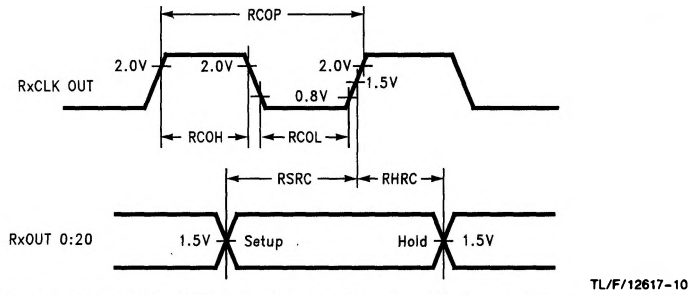 RCOP
2.0V 2.0V 2.0V
1.5V
RxCLK OUT
0.8V
RCOH RCOL
RSRC RHRC
RxOUT 0:20 1.5V Setup Hold 1.5V
TL/F/12617-10